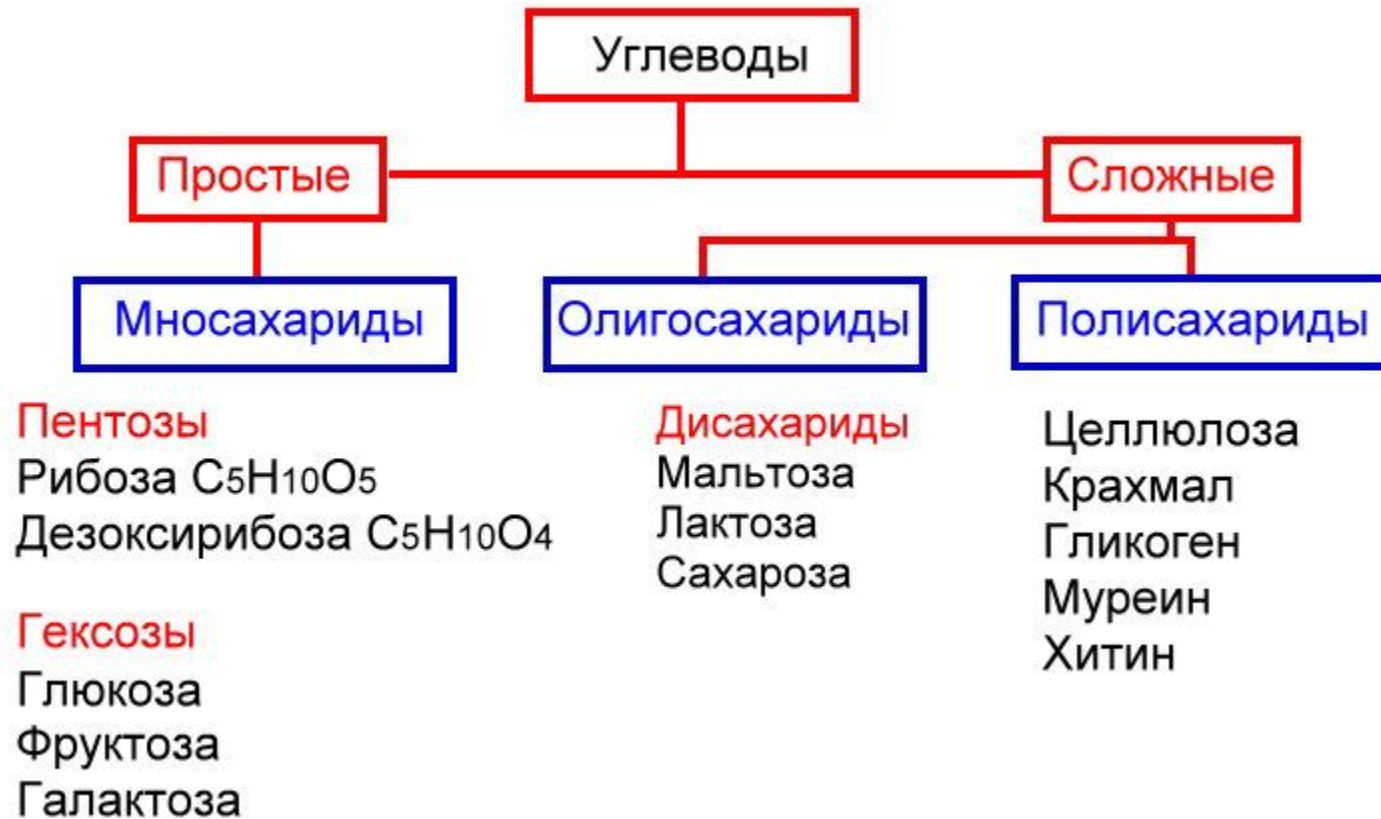 Углеводы
Простые
Сложные
Мносахариды
Олигосахариды
Полисахариды
Пентозы
Рибоза C5H10O5
Дезоксирибоза C5H10O4
Гексозы
Глюкоза
Фруктоза
Галактоза
Дисахариды
Мальтоза
Лактоза
Сахароза
Целлюлоза
Крахмал
Гликоген
Муреин
Хитин